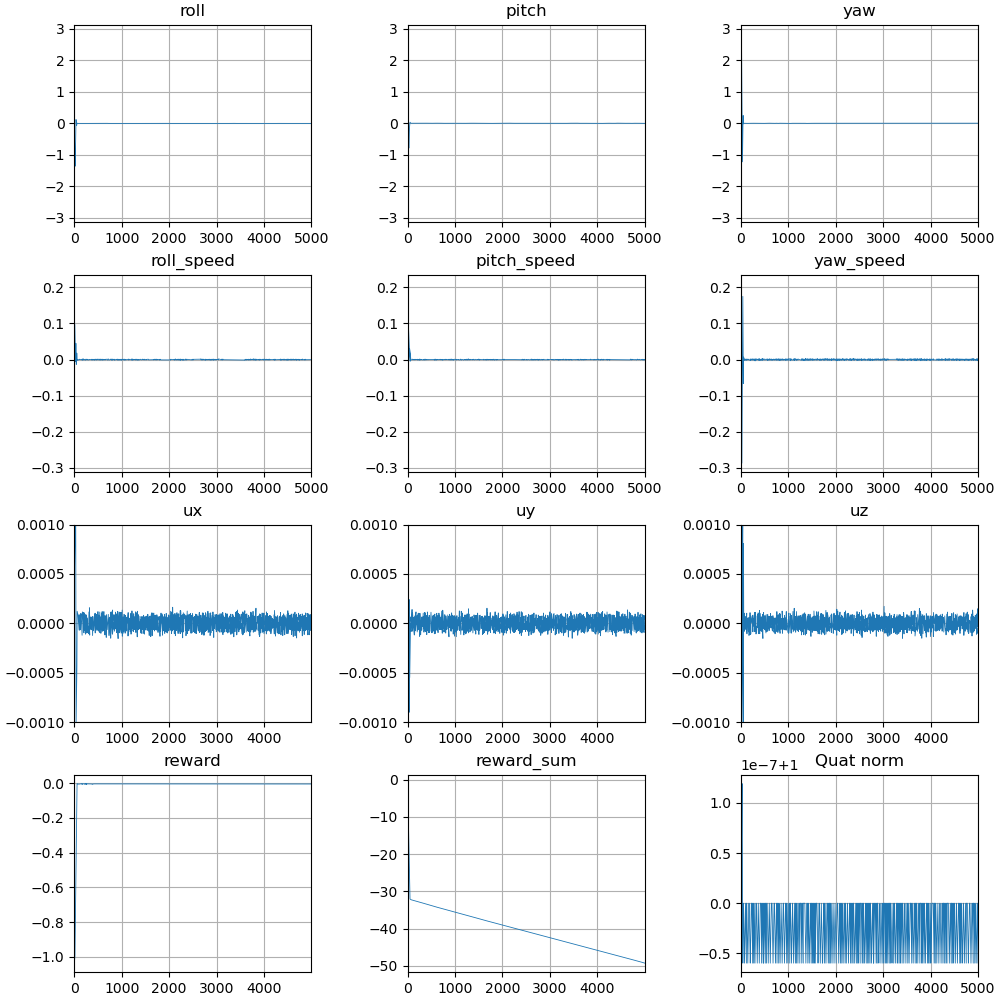 roll pitch yaw
3 3 3
2 2 2
1 1 1
0 0 0
−1 −1 −1
−2 −2 −2
−3 −3 −3
0 1000 2000 3000 4000 5000 0 1000 2000 3000 4000 5000 0 1000 2000 3000 4000 5000
roll_speed pitch_speed yaw_speed
0.2 0.2 0.2
0.1 0.1 0.1
0.0 0.0 0.0
−0.1 −0.1 −0.1
−0.2 −0.2 −0.2
−0.3 −0.3 −0.3
0 1000 2000 3000 4000 5000 0 1000 2000 3000 4000 5000 0 1000 2000 3000 4000 5000
ux uy uz
0.0010 0.0010 0.0010
0.0005 0.0005 0.0005
0.0000 0.0000 0.0000
−0.0005 −0.0005 −0.0005
−0.0010 −0.0010 −0.0010
0 1000 2000 3000 4000 0 1000 2000 3000 4000 0 1000 2000 3000 4000
reward reward_sum 1e−7+1 Quat norm
0.0 0 1.0
−0.2 −10 0.5
−0.4 −20 0.0
−0.6 −30 −0.5
−0.8 −40
−1.0 −50
0 1000 2000 3000 4000 5000 0 1000 2000 3000 4000 5000 0 1000 2000 3000 4000 5000